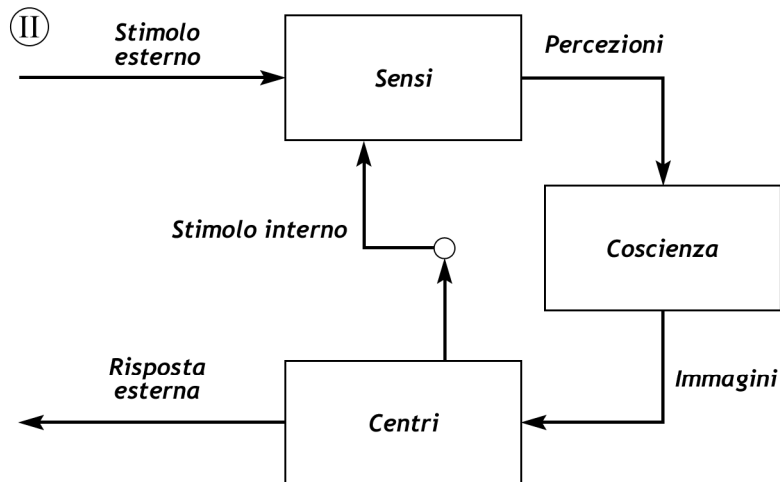 II
Stimolo
esterno
Sensi
Percezioni
Stimolo interno
Coscienza
Risposta
esterna
Centri
Immagini